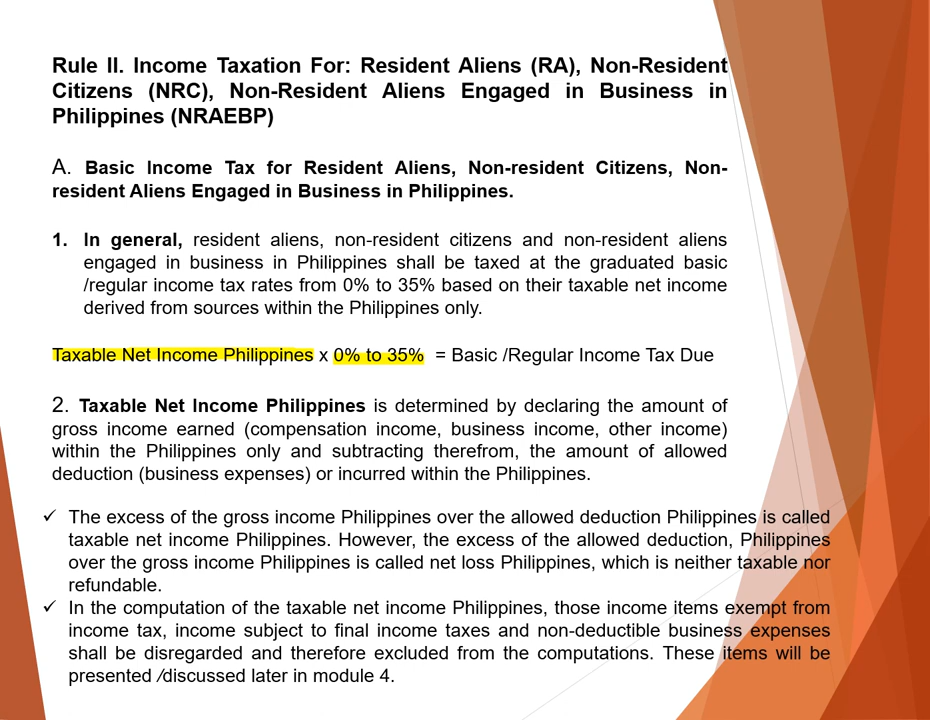 Rule II. Income Taxation For: Resident Aliens (RA), Non-Resident
Citizens (NRC), Non-Resident Aliens Engaged in Business in
Philippines (NRAEBP)
A. Basic Income Tax for Resident Aliens, Non-resident Citizens, Non-
resident Aliens Engaged in Business in Philippines.
1. In general, resident aliens, non-resident citizens and non-resident aliens
engaged in business in Philippines shall be taxed at the graduated basic
/regular income tax rates from 0% to 35% based on their taxable net income
derived from sources within the Philippines only.
Taxable Net Income Philippines x 0% to 35% = Basic /Regular Income Tax Due
2. Taxable Net Income Philippines is determined by declaring the amount of
gross income earned (compensation income, business income, other income)
within the Philippines only and subtracting therefrom, the amount of allowed
deduction (business expenses) or incurred within the Philippines.
✓ The excess of the gross income Philippines over the allowed deduction Philippines is called
taxable net income Philippines. However, the excess of the allowed deduction, Philippines
over the gross income Philippines is called net loss Philippines, which is neither taxable nor
refundable.
✓ In the computation of the taxable net income Philippines, those income items exempt from
income tax, income subject to final income taxes and non-deductible business expenses
shall be disregarded and therefore excluded from the computations. These items will be
presented /discussed later in module 4.